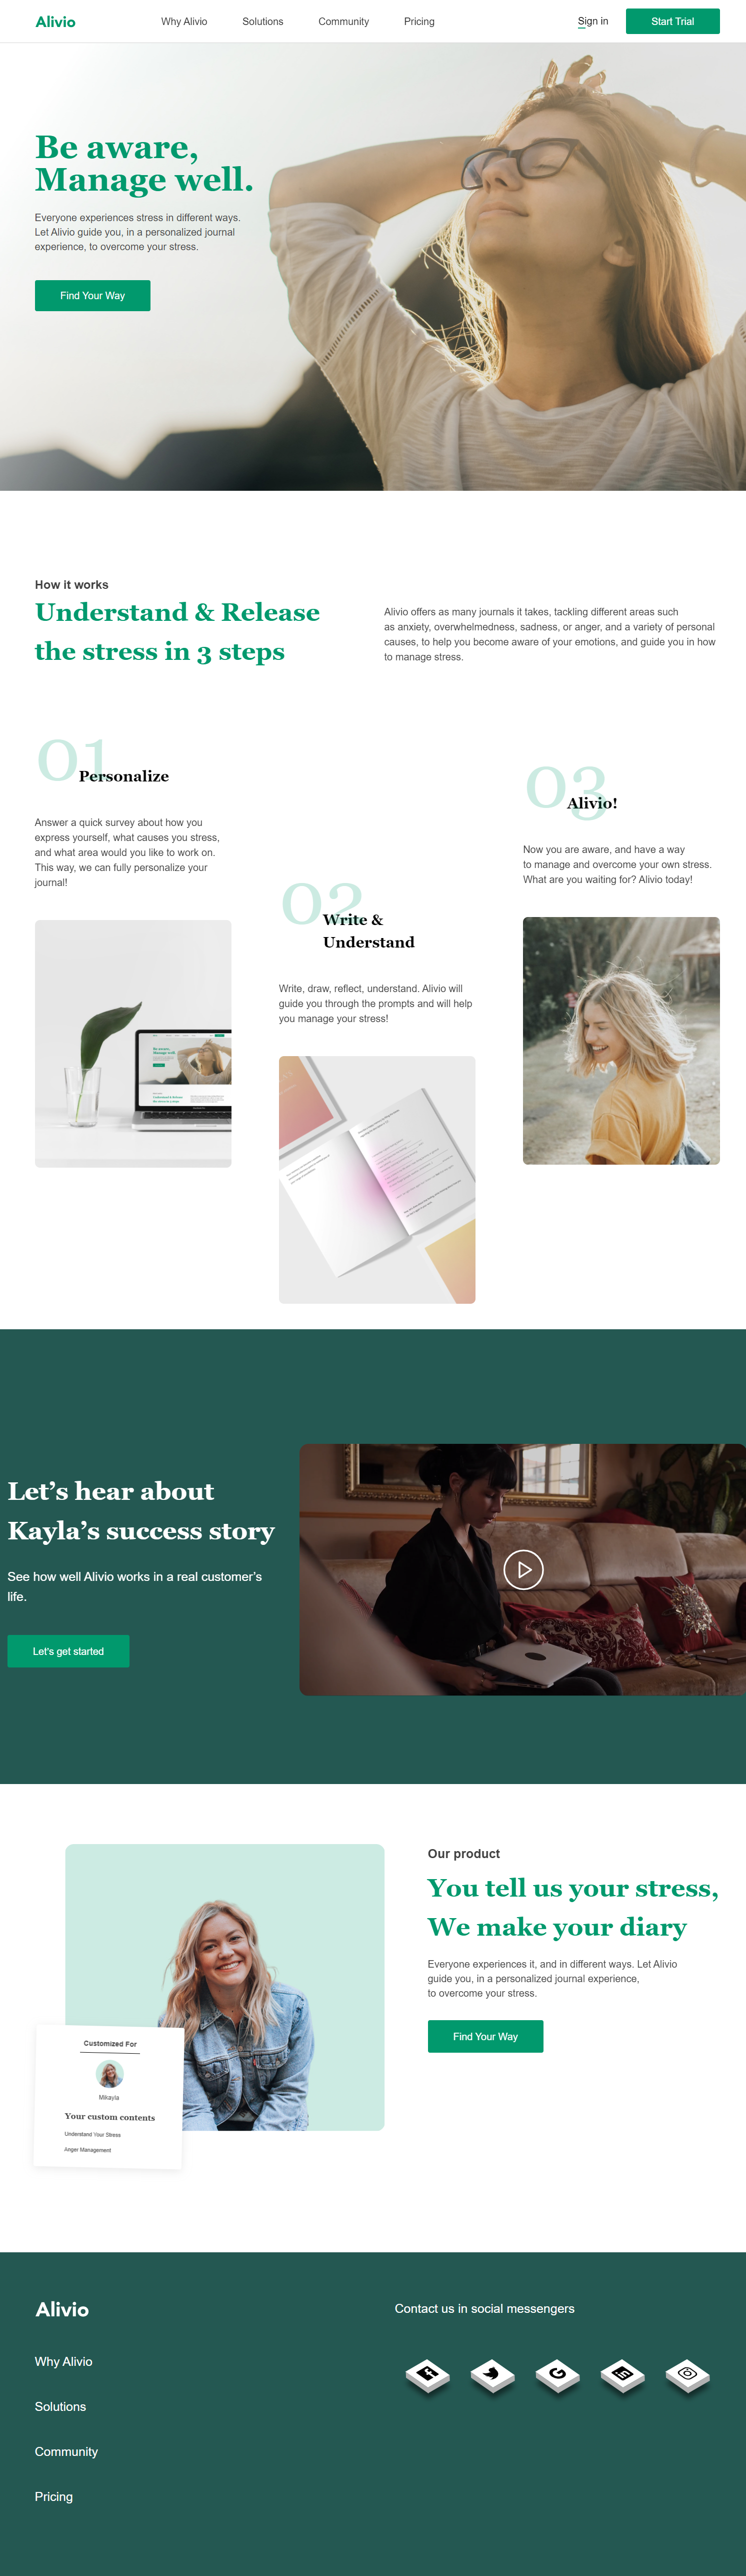 Alivio
Why Alivio
Solutions
Community
Pricing
Sign in
Start Trial
Be aware,
Manage well.
Everyone experiences stress in different ways.
Let Alivio guide you, in a personalized journal
experience, to overcome your stress.
Find Your Way
How it works
Understand & Release
the stress in 3 steps
Alivio offers as many journals it takes, tackling different areas such
as anxiety, overwhelmedness, sadness, or anger, and a variety of personal
causes, to help you become aware of your emotions, and guide you in how
to manage stress.
01
Personalize
Answer a quick survey about how you
express yourself, what causes you stress,
and what area would you like to work on.
This way, we can fully personalize your
journal!
Be aware,
Manage well.
02
Write &
Understand
Write, draw, reflect, understand. Alivio will
guide you through the prompts and will help
you manage your stress!
03
Alivio!
Now you are aware, and have a way
to manage and overcome your own stress.
What are you waiting for? Alivio today!
Let’s hear about
Kayla’s success story
See how well Alivio works in a real customer’s
life.
Let's get started
Our product
You tell us your stress,
We make your diary
Everyone experiences it, and in different ways. Let Alivio
guide you, in a personalized journal experience,
to overcome your stress.
Find Your Way
Customized For
Mikayla
Your custom contents
Understand Your Stress
Anger Management
Alivio
Why Alivio
Solutions
Community
Pricing
Contact us in social messengers